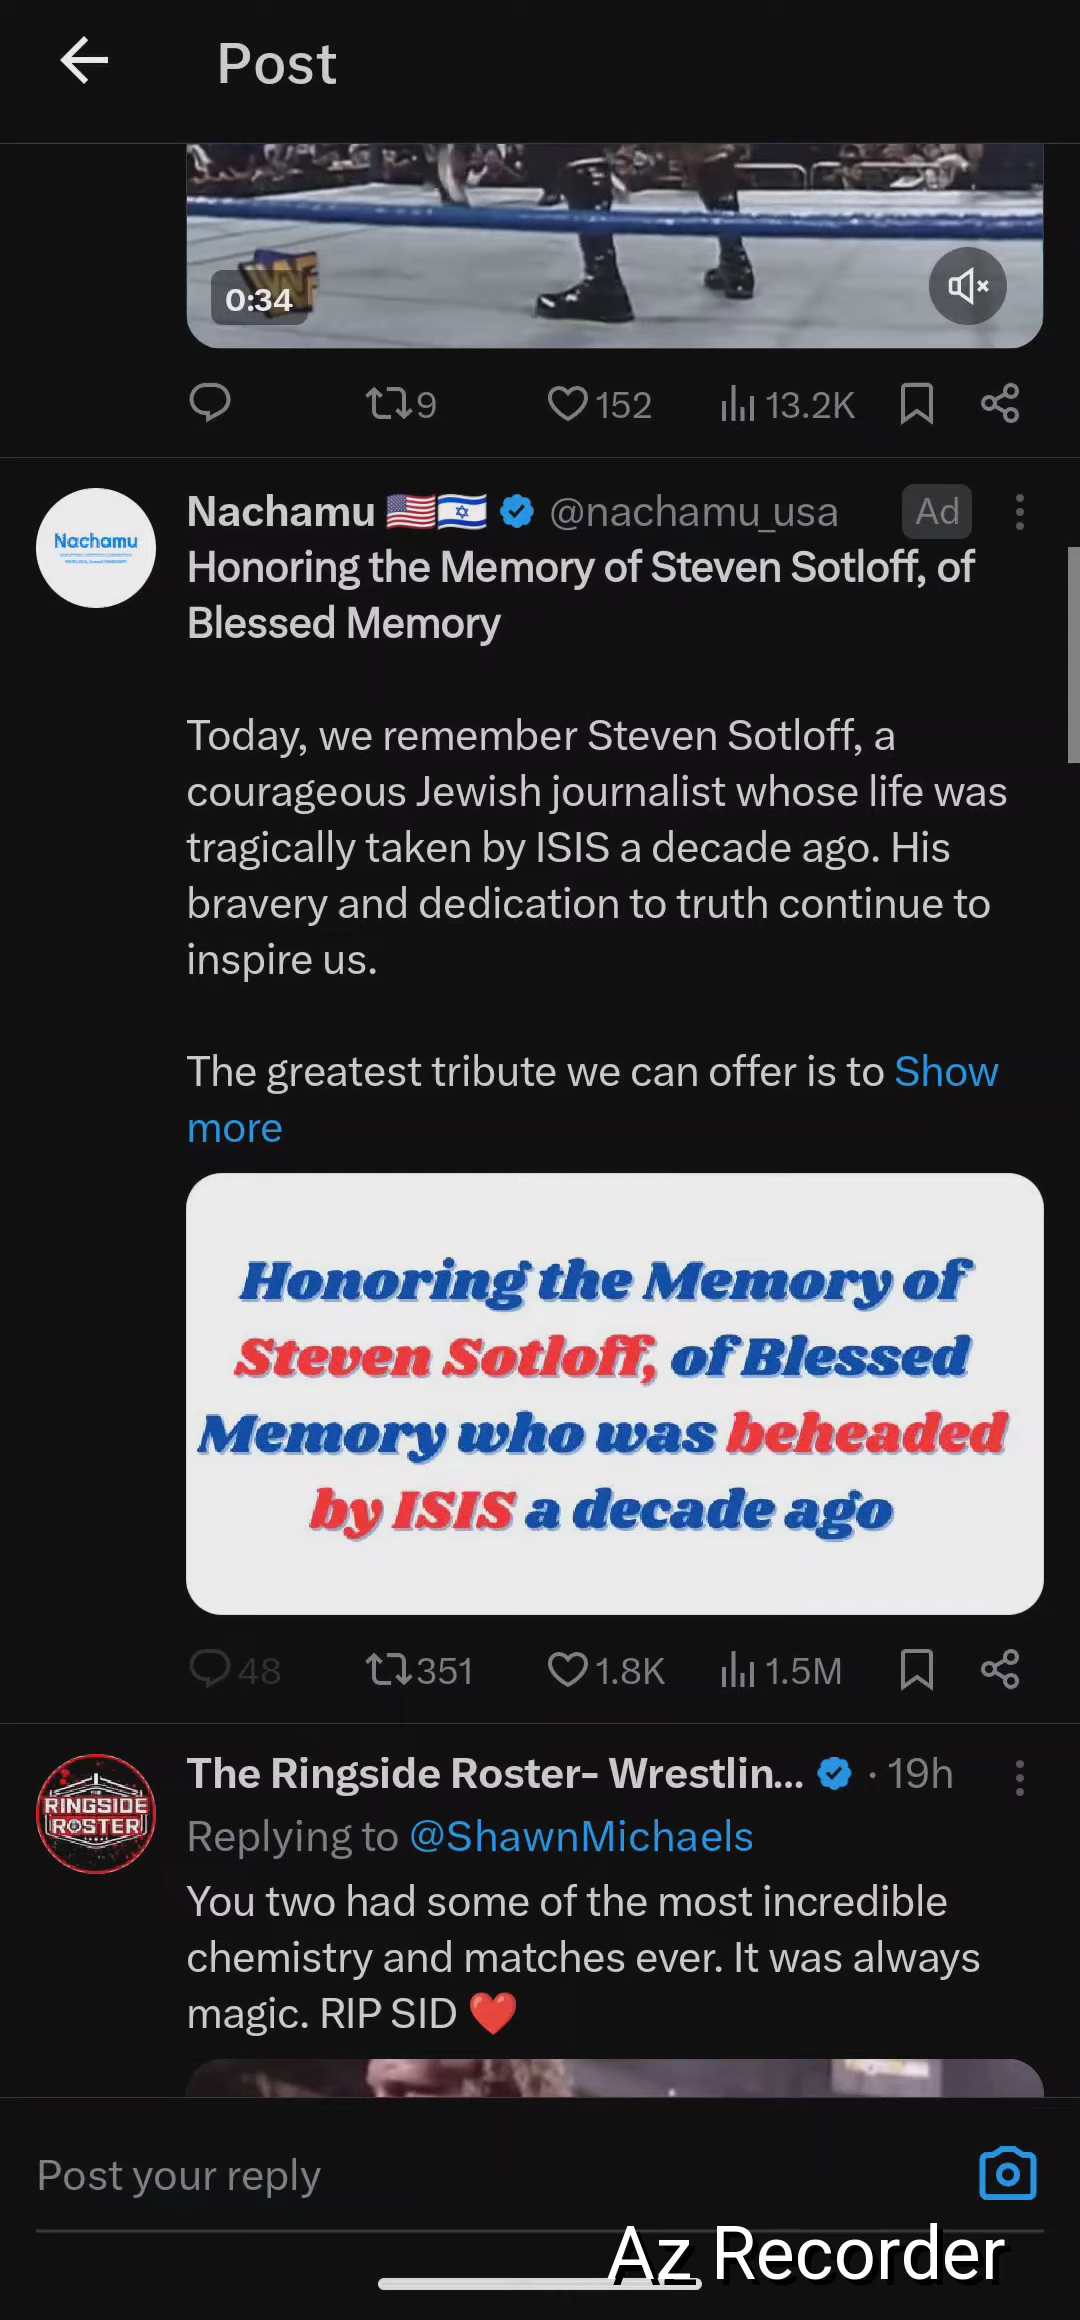 Post
0:34
9 152 13.2K
Nachamu @nachamu_usa Ad
Nachamu
Honoring the Memory of Steven Sotloff, of
Blessed Memory
Today, we remember Steven Sotloff, a
courageous Jewish journalist whose life was
tragically taken by ISIS a decade ago. His
bravery and dedication to truth continue to
inspire us.
The greatest tribute we can offer is to Show
more
Honoring the Memory of
Steven Sotloff, of Blessed
Memory who was beheaded
by ISIS a decade ago
48 351 1.8K 1.5M
The Ringside Roster- Wrestlin... · 19h
RINGSIDE
ROSTER
Replying to @ShawnMichaels
You two had some of the most incredible
chemistry and matches ever. It was always
magic. RIP SID ❤️
Post your reply
Az Recorder